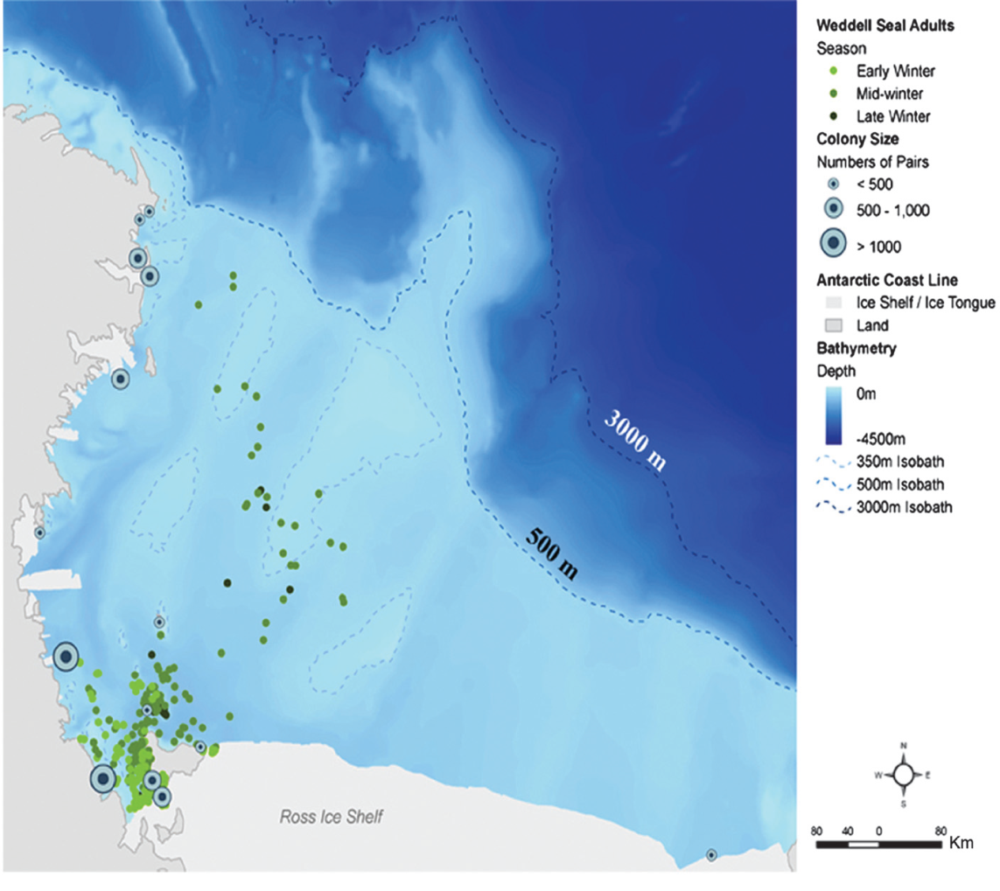 Weddell Seal Adults
Season
Early Winter
Mid-winter
Late Winter
Colony Size
Numbers of Pairs
< 500
500 - 1,000
> 1000
Antarctic Coast Line
Ice Shelf / Ice Tongue
Land
Bathymetry
Depth
0m
-4500m
350m Isobath
500m Isobath
3000m Isobath
3000 m
500 m
Ross Ice Shelf
N
W E
S
80 40 0 80
Km